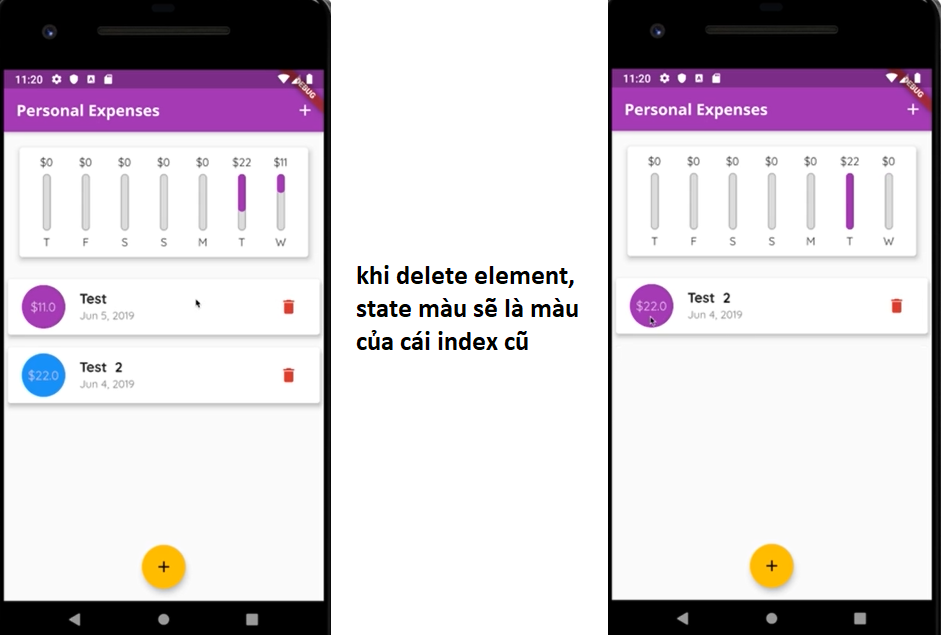 11:20
DEBUG
Personal Expenses +
$0 $0 $0 $0 $0 $22 $11
T F S S M T W
$11.0 Test
Jun 5, 2019
$22.0 Test 2
Jun 4, 2019
+
khi delete element,
state màu sẽ là màu
của cái index cũ
11:20
DEBUG
Personal Expenses +
$0 $0 $0 $0 $0 $22 $0
T F S S M T W
$22.0 Test 2
Jun 4, 2019
+